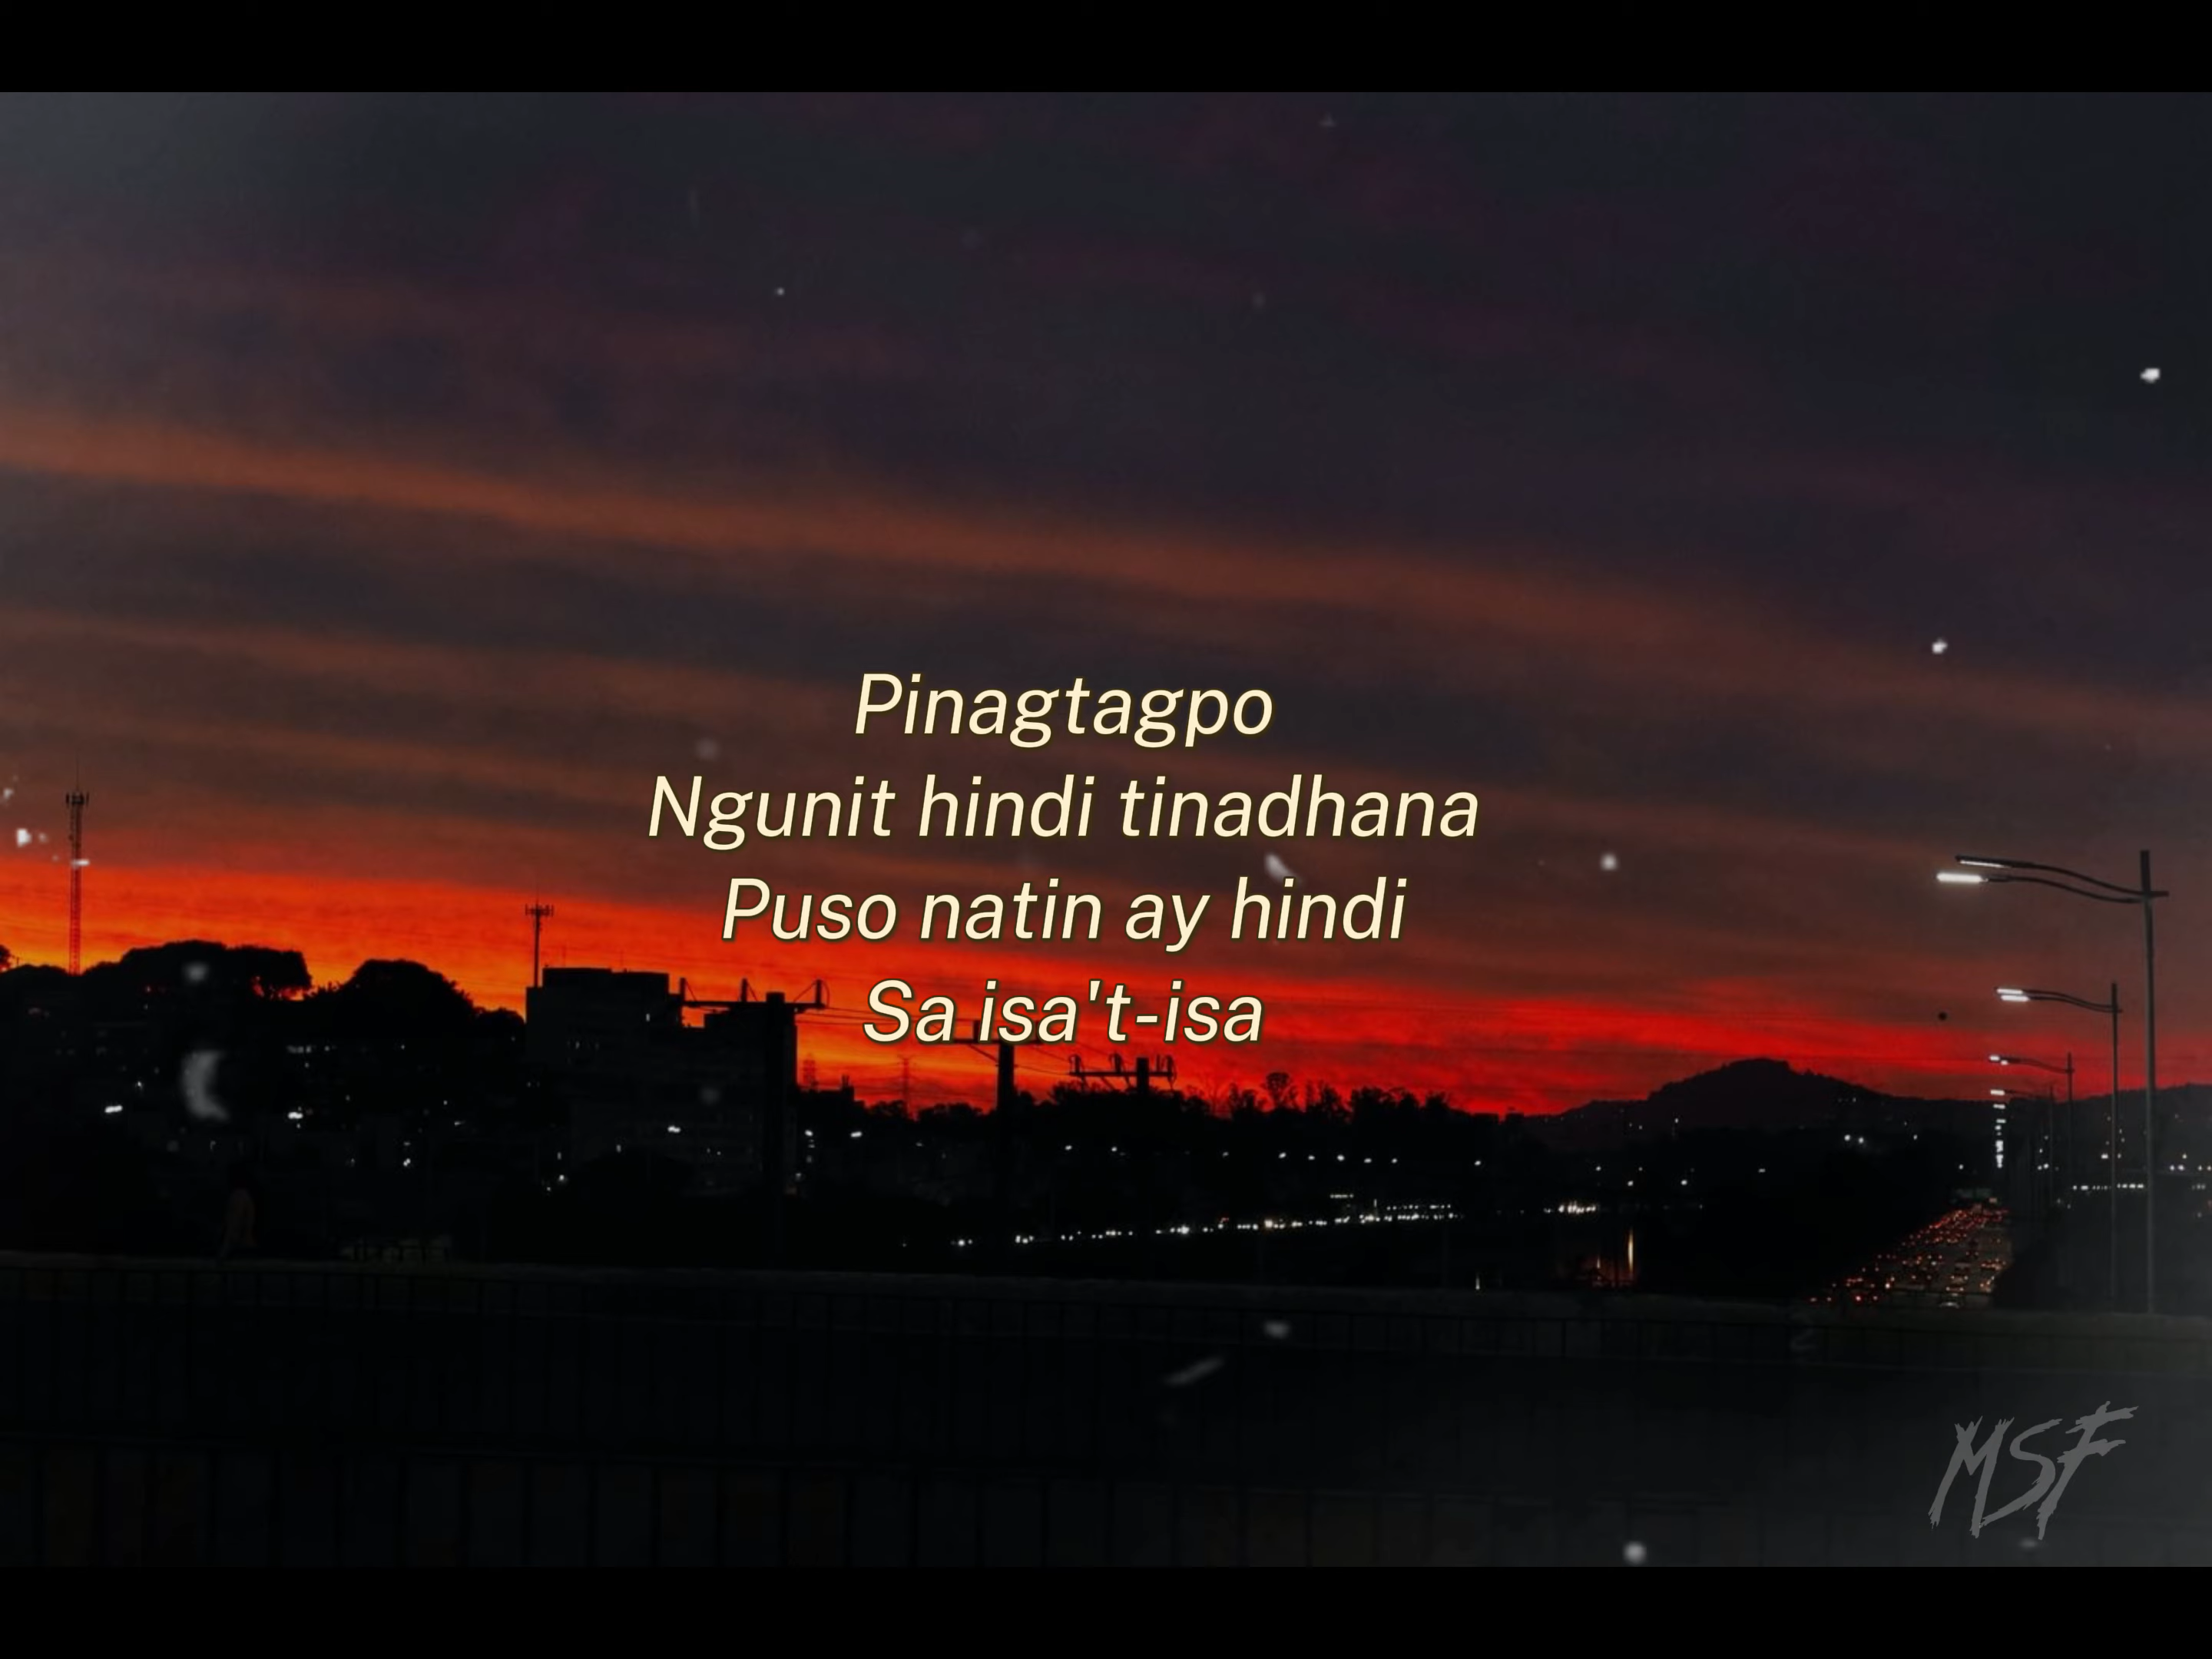 Pinagtagpo
Ngunit hindi tinadhana
Puso natin ay hindi
Sa isa't-isa
MSF